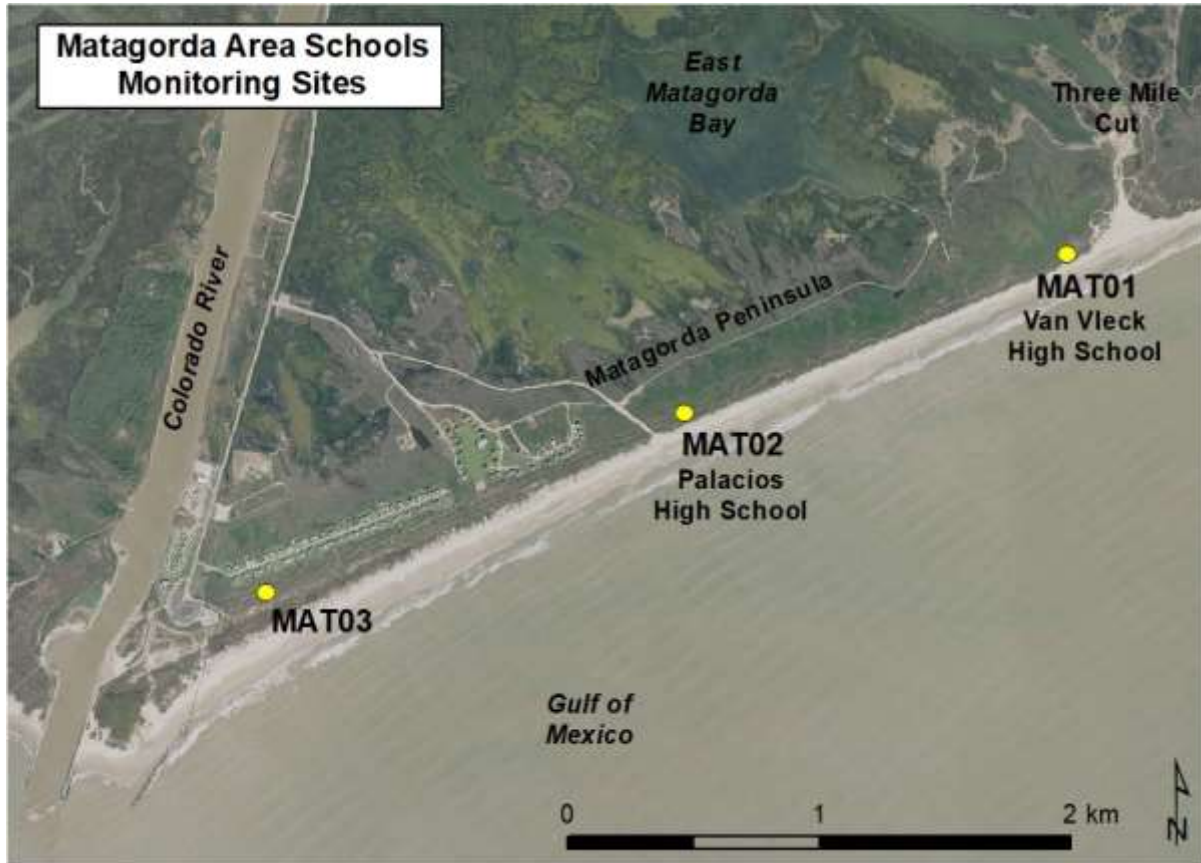 Matagorda Area Schools
Monitoring Sites
East
Matagorda
Bay
Three Mile
Cut
Colorado River
Matagorda Peninsula
MAT01
Van Vleck
High School
MAT02
Palacios
High School
MAT03
Gulf of
Mexico
0 1 2 km
N